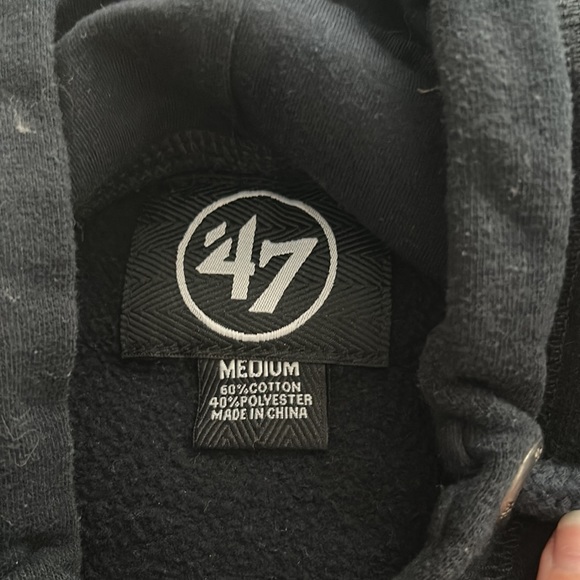 '47
MEDIUM
60%COTTON
40%POLYESTER
MADE IN CHINA